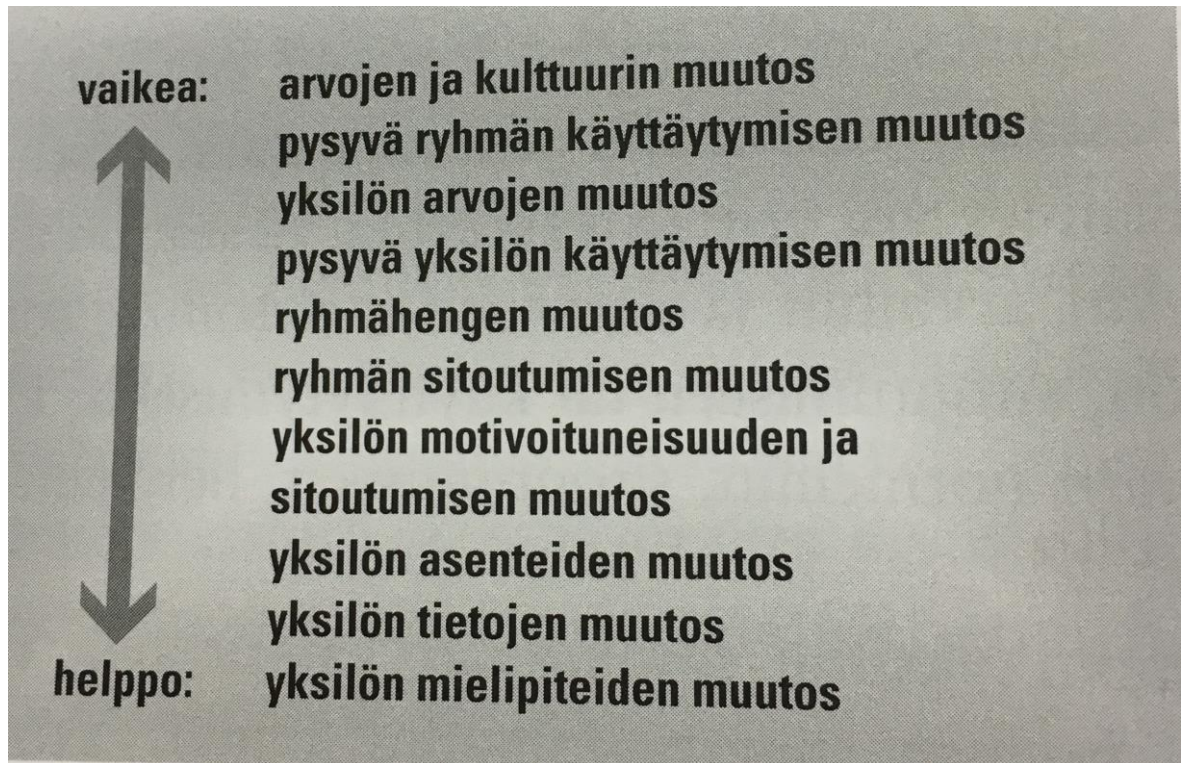 vaikea: arvojen ja kulttuurin muutos
pysyvä ryhmän käyttäytymisen muutos
yksilön arvojen muutos
pysyvä yksilön käyttäytymisen muutos
ryhmähengen muutos
ryhmän sitoutumisen muutos
yksilön motivoituneisuuden ja
sitoutumisen muutos
yksilön asenteiden muutos
yksilön tietojen muutos
helppo: yksilön mielipiteiden muutos